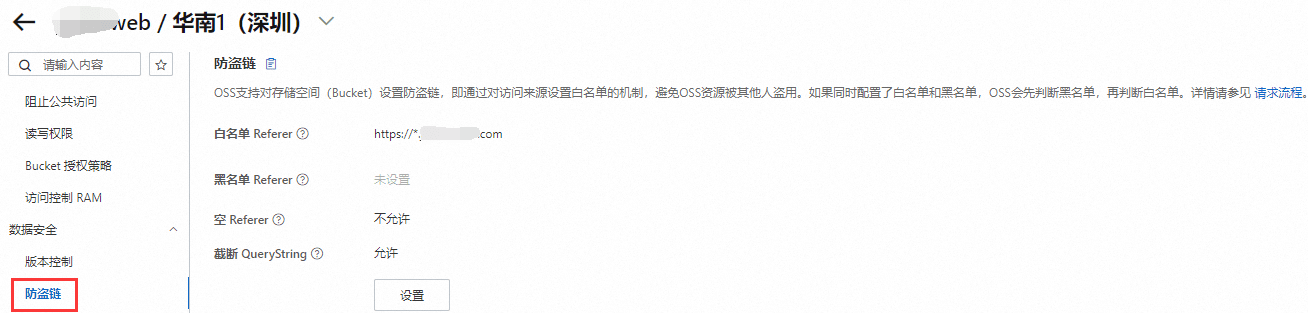 web / 华南1（深圳）
请输入内容
阻止公共访问
读写权限
Bucket 授权策略
访问控制 RAM
数据安全
版本控制
防盗链
防盗链
OSS支持对存储空间（Bucket）设置防盗链，即通过对访问来源设置白名单的机制，避免OSS资源被其他人盗用。如果同时配置了白名单和黑名单，OSS会先判断黑名单，再判断白名单。详情请参见 请求流程。
白名单 Referer ? https://*. .com
黑名单 Referer ? 未设置
空 Referer ? 不允许
截断 QueryString ? 允许
设置